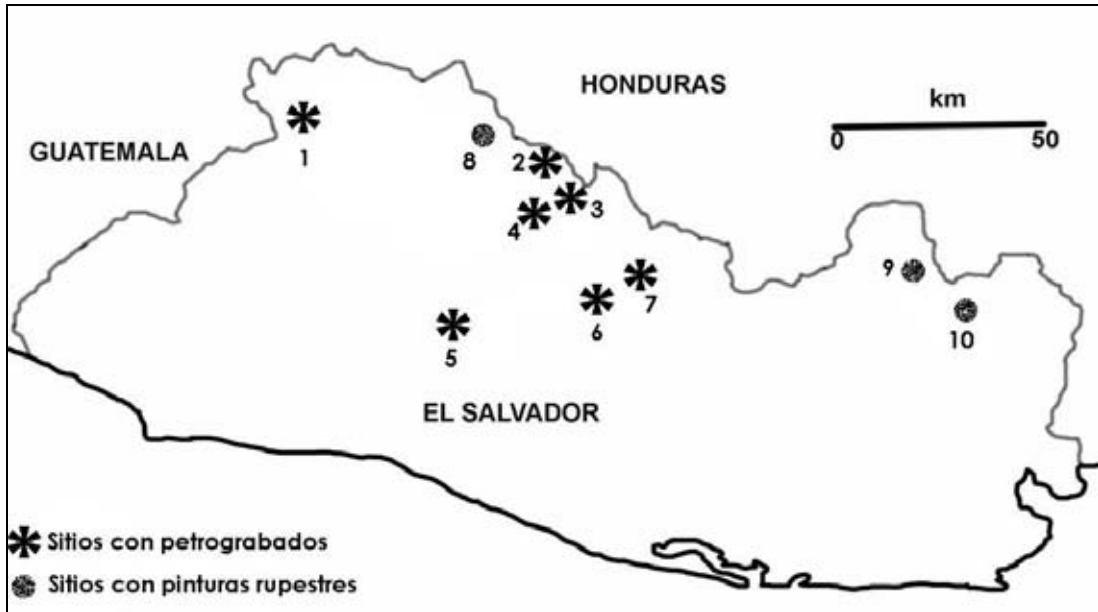 HONDURAS
km
0 50
GUATEMALA
1
8
2
3
4
9
7
6
10
5
EL SALVADOR
Sitios con petrograbados
Sitios con pinturas rupestres